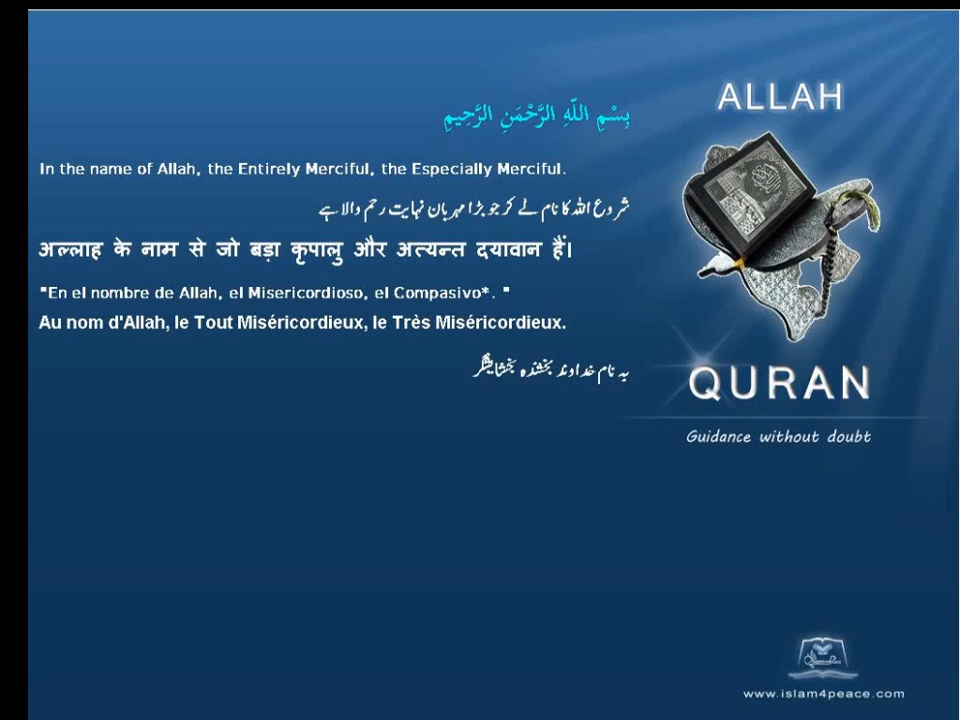 بِسْمِ اللّهِ الرَّحْمَنِ الرَّحِيمِ
In the name of Allah, the Entirely Merciful, the Especially Merciful.
شروع اللہ کا نام لے کر جو بڑا مہربان نہایت رحم والا ہے
अल्लाह के नाम से जो बड़ा कृपालु और अत्यन्त दयावान हैं।
"En el nombre de Allah, el Misericordioso, el Compasivo*. "
Au nom d'Allah, le Tout Miséricordieux, le Très Miséricordieux.
به نام خداوند بخشنده بخشایشگر
ALLAH
QURAN
Guidance without doubt
www.islam4peace.com